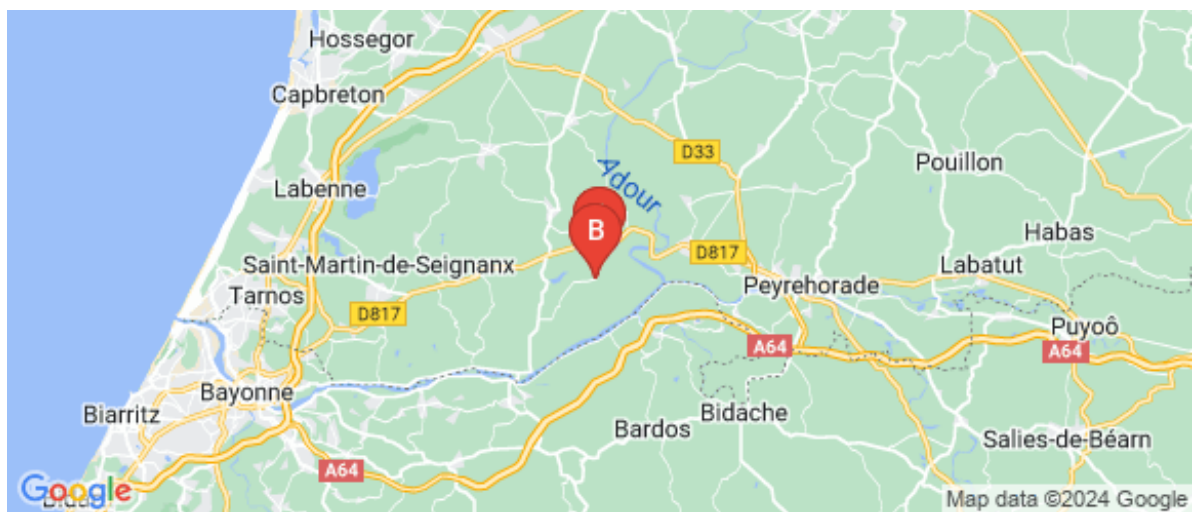 Hossegor
Capbreton
D33
Pouillon
Adour
Labenne
Habas
B
D817
Saint-Martin-de-Seignanx
Labatut
Tarnos
Peyrehorade
D817
Puyoô
A64
A64
Bayonne
Biarritz
Bidache
Bardos
Salies-de-Béarn
A64
Google
Map data ©2024 Google